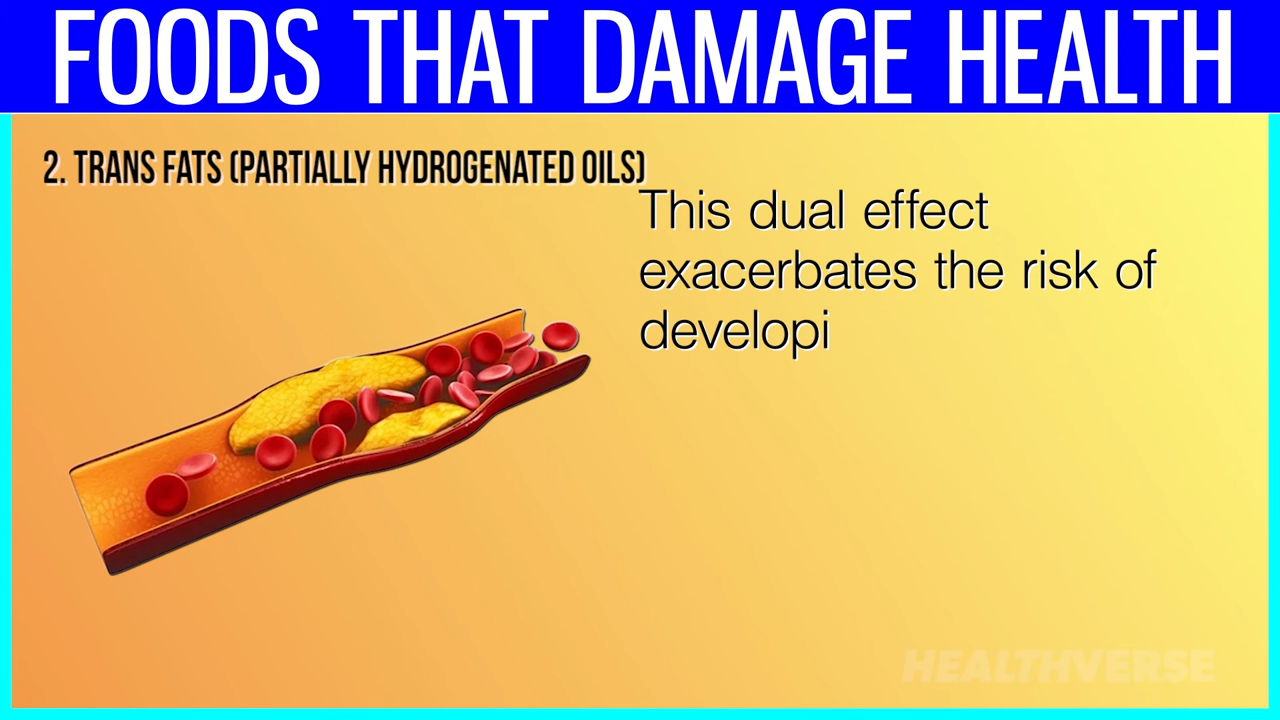 FOODS THAT DAMAGE HEALTH
2. TRANS FATS (PARTIALLY HYDROGENATED OILS)
This dual effect
exacerbates the risk of
developi
HEALTHVERSE